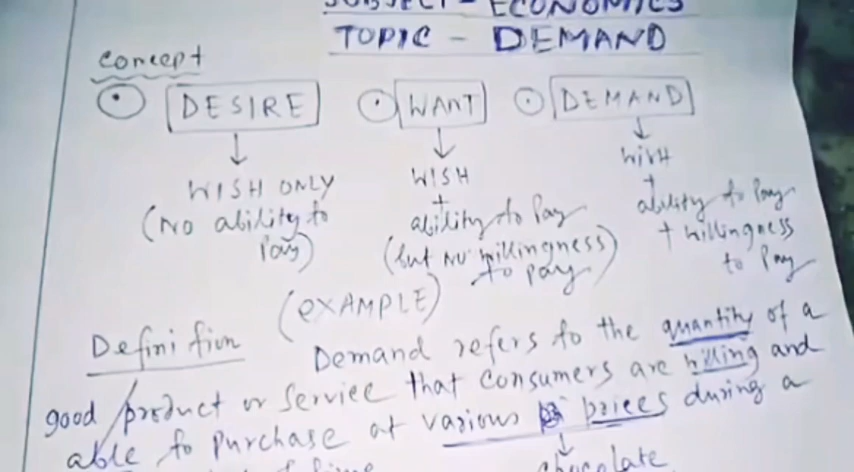 SUBJECT - ECONOMICS
TOPIC - DEMAND
Concept
DESIRE WANT DEMAND
WISH ONLY WISH WISH
(No ability to + +
pay) ability to pay ability to pay
(but no willingness) + willingness
to pay to pay
(EXAMPLE)
Definition Demand refers to the quantity of a
good/product or service that consumers are willing and
able to purchase at various prices during a
chocolate